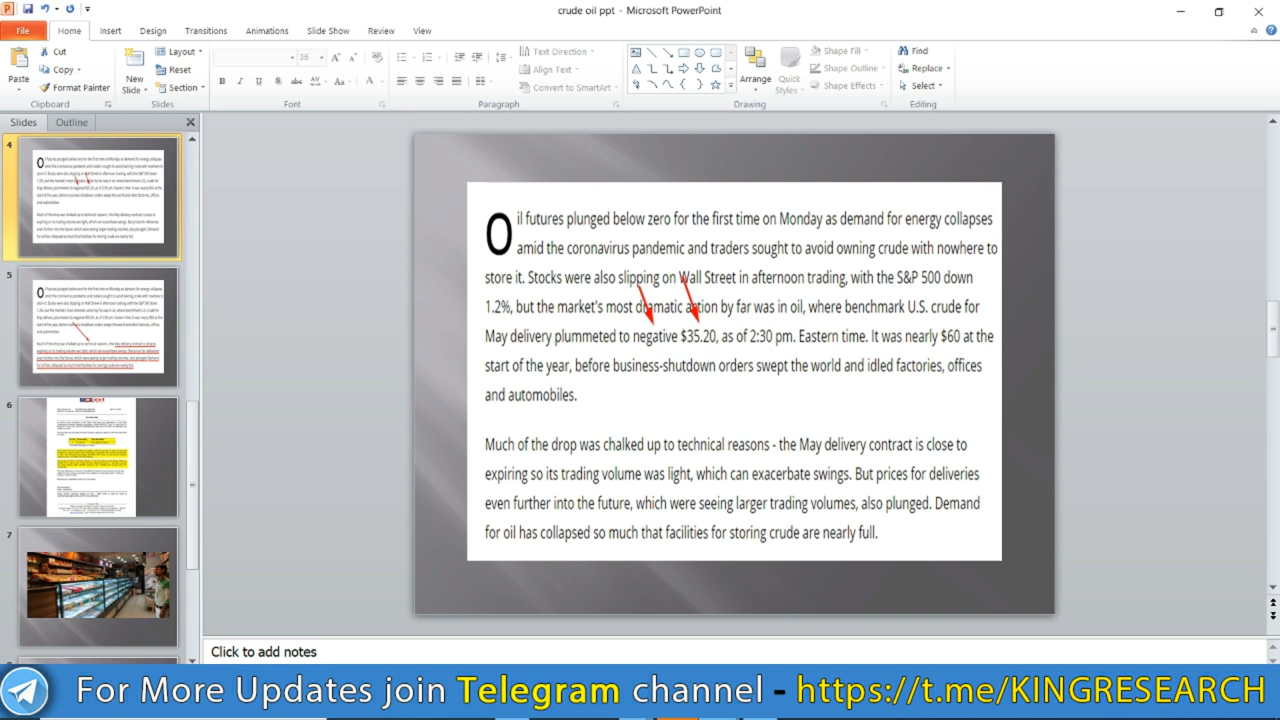 crude oil ppt - Microsoft PowerPoint
File Home Insert Design Transitions Animations Slide Show Review View
Paste Cut Copy Format Painter
Clipboard
New Slide Layout Reset Section
Slides
36
Font
Text Direction Align Text Convert to SmartArt
Paragraph
Arrange Quick Styles Shape Fill Shape Outline Shape Effects
Drawing
Find Replace Select
Editing
Slides Outline
4
5
6
7
Oil futures plunged below zero for the first time on Monday as demand for energy collapses
amid the coronavirus pandemic and traders sought to avoid owning crude with nowhere to
store it. Stocks were also slipping on Wall Street in afternoon trading, with the S&P 500 down
1.0%, but the market's most dramatic action by far was in oil, where benchmark U.S. crude for
May delivery plummeted to negative $35.20, as of 2:30 pm. Eastern time. It was nearly $60 at the
start of the year, before business shutdown orders swept the world and idled factories, offices
and automobiles.
Much of the drop was chalked up to technical reasons - the May delivery contract is close to
expiring so its trading volume was light, which can exacerbate swings. But prices for deliveries
even further into the future, which were seeing larger trading volumes, also plunged. Demand
for oil has collapsed so much that facilities for storing crude are nearly full.
Click to add notes
For More Updates join Telegram channel - https://t.me/KINGRESEARCH